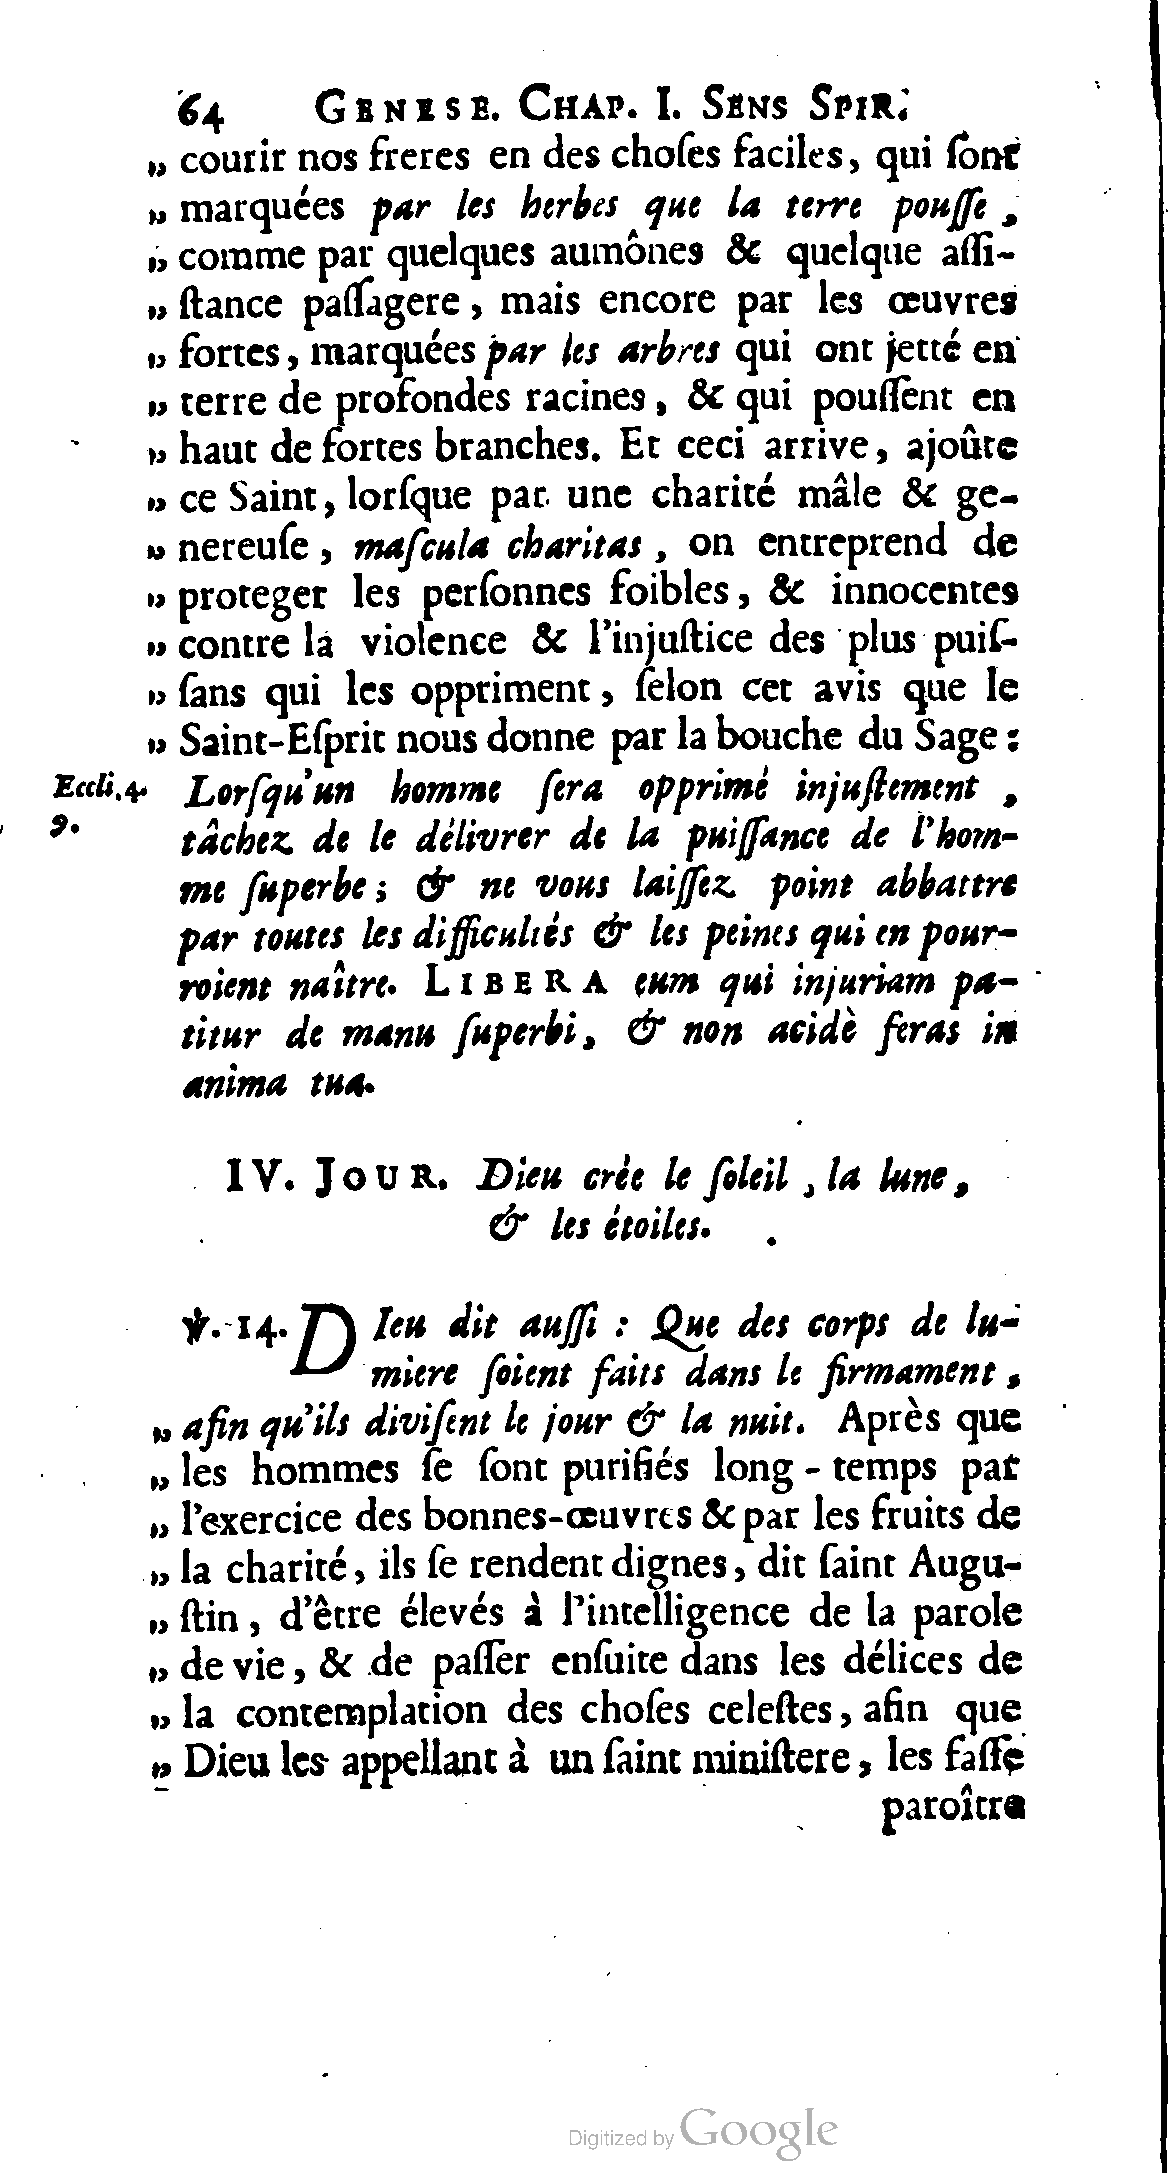 64 GENESE. CHAP. I. SENS SPIR.
„ courir nos freres en des choſes faciles, qui ſont
„ marquées par les herbes que la terre pouſſe,
„ comme par quelques aumônes & quelque aſſi-
„ ſtance paſſagere, mais encore par les œuvres
„ fortes, marquées par les arbres qui ont jetté en
„ terre de profondes racines, & qui pouſſent en
„ haut de fortes branches. Et ceci arrive, ajoûte
„ ce Saint, lorſque par une charité mâle & ge-
„ nereuſe, maſcula charitas, on entreprend de
„ proteger les perſonnes foibles, & innocentes
„ contre la violence & l'injuſtice des plus puiſ-
„ ſans qui les oppriment, ſelon cet avis que le
„ Saint-Eſprit nous donne par la bouche du Sage :
Eccli. 4. 9.
Lorſqu'un homme ſera opprimé injuſtement,
tâchez de le délivrer de la puiſſance de l'hom-
me ſuperbe ; & ne vous laiſſez point abbattre
par toutes les difficultés & les peines qui en pour-
roient naître. LIBERA eum qui injuriam pa-
titur de manu ſuperbi, & non acidè feras in
anima tua.
IV. JOUR. Dieu crée le ſoleil, la lune,
& les étoiles.
℣. 14. DIeu dit auſſi : Que des corps de lu-
miere ſoient faits dans le firmament,
„ afin qu'ils diviſent le jour & la nuit. Après que
„ les hommes ſe ſont purifiés long-temps par
„ l'exercice des bonnes-œuvres & par les fruits de
„ la charité, ils ſe rendent dignes, dit ſaint Augu-
„ ſtin, d'être élevés à l'intelligence de la parole
„ de vie, & de paſſer enſuite dans les délices de
„ la contemplation des choſes celeſtes, afin que
„ Dieu les appellant à un ſaint miniſtere, les faſſe
paroître
Digitized by Google